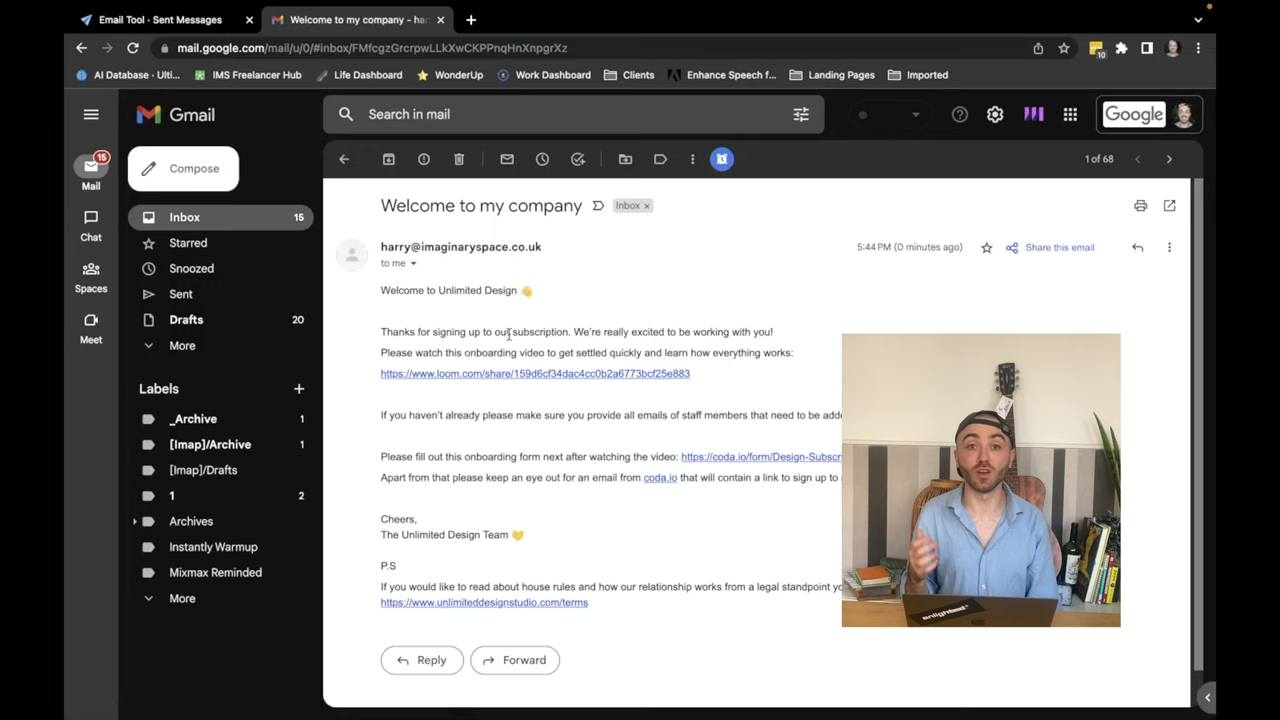 Email Tool - Sent Messages
Welcome to my company - har
mail.google.com/mail/u/0/#inbox/FMfcgzGrcrpwLLkXwCKPPnqHnXnpgrXz
10
AI Database · Ulti...
IMS Freelancer Hub
Life Dashboard
WonderUp
Work Dashboard
Clients
Enhance Speech f...
Landing Pages
Imported
Gmail
Search in mail
Google
15
Mail
Chat
Spaces
Meet
Compose
Inbox 15
Starred
Snoozed
Sent
Drafts 20
More
Labels
_Archive 1
[Imap]/Archive 1
[Imap]/Drafts
1 2
Archives
Instantly Warmup
Mixmax Reminded
More
1 of 68
Welcome to my company
Inbox ×
harry@imaginaryspace.co.uk
5:44 PM (0 minutes ago)
Share this email
to me
Welcome to Unlimited Design 👋
Thanks for signing up to our subscription. We're really excited to be working with you!
Please watch this onboarding video to get settled quickly and learn how everything works:
https://www.loom.com/share/159d6cf34dac4cc0b2a6773bcf25e883
If you haven't already please make sure you provide all emails of staff members that need to be adde
Please fill out this onboarding form next after watching the video: https://coda.io/form/Design-Subscr
Apart from that please keep an eye out for an email from coda.io that will contain a link to sign up to
Cheers,
The Unlimited Design Team 💛
P.S
If you would like to read about house rules and how our relationship works from a legal standpoint yo
https://www.unlimiteddesignstudio.com/terms
Reply
Forward